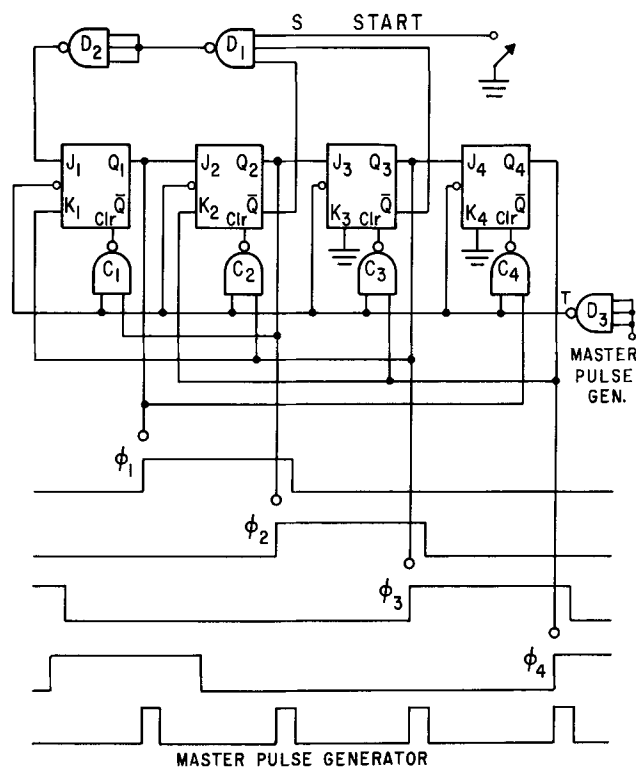 S START
D2 D1
J1 Q1 J2 Q2 J3 Q3 J4 Q4
K1 Q̄ K2 Q̄ K3 Q̄ K4 Q̄
Clr Clr Clr Clr
C1 C2 C3 C4
T D3
MASTER
PULSE
GEN.
ϕ1
ϕ2
ϕ3
ϕ4
MASTER PULSE GENERATOR